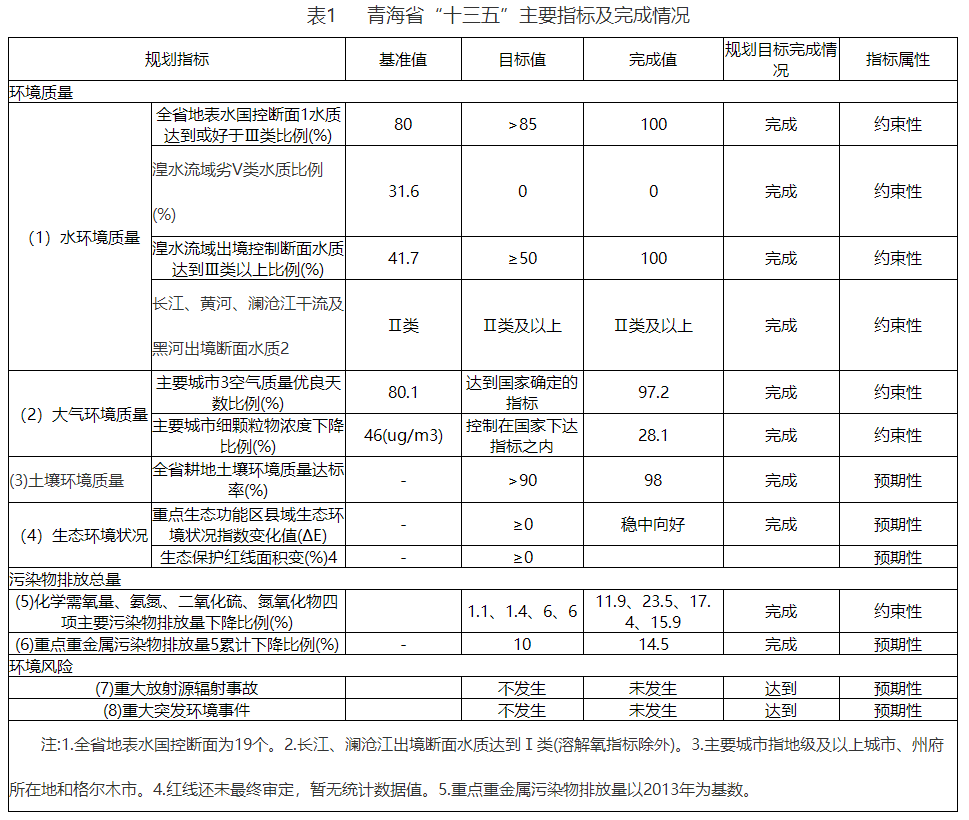 表1 青海省“十三五”主要指标及完成情况
规划指标 基准值 目标值 完成值 规划目标完成情况 指标属性
环境质量
（1）水环境质量
全省地表水国控断面1水质
达到或好于Ⅲ类比例(%)
80 >85 100 完成 约束性
湟水流域劣Ⅴ类水质比例
(%)
31.6 0 0 完成 约束性
湟水流域出境控制断面水质
达到Ⅲ类以上比例(%)
41.7 ≥50 100 完成 约束性
长江、黄河、澜沧江干流及
黑河出境断面水质2
Ⅱ类 Ⅱ类及以上 Ⅱ类及以上 完成 约束性
（2）大气环境质量
主要城市3空气质量优良天
数比例(%)
80.1 达到国家确定的
指标
97.2 完成 约束性
主要城市细颗粒物浓度下降
比例(%)
46(ug/m3) 控制在国家下达
指标之内
28.1 完成 约束性
(3)土壤环境质量
全省耕地土壤环境质量达标
率(%)
- >90 98 完成 预期性
（4）生态环境状况
重点生态功能区县域生态环
境状况指数变化值(ΔE)
- ≥0 稳中向好 完成 预期性
生态保护红线面积变(%)4 - ≥0 预期性
污染物排放总量
(5)化学需氧量、氨氮、二氧化硫、氮氧化物四
项主要污染物排放量下降比例(%)
1.1、1.4、6、6 11.9、23.5、17.
4、15.9
完成 约束性
(6)重点重金属污染物排放量5累计下降比例(%) - 10 14.5 完成 预期性
环境风险
(7)重大放射源辐射事故 不发生 未发生 达到 预期性
(8)重大突发环境事件 不发生 未发生 达到 预期性
注:1.全省地表水国控断面为19个。2.长江、澜沧江出境断面水质达到Ⅰ类(溶解氧指标除外)。3.主要城市指地级及以上城市、州府
所在地和格尔木市。4.红线还未最终审定，暂无统计数据值。5.重点重金属污染物排放量以2013年为基数。